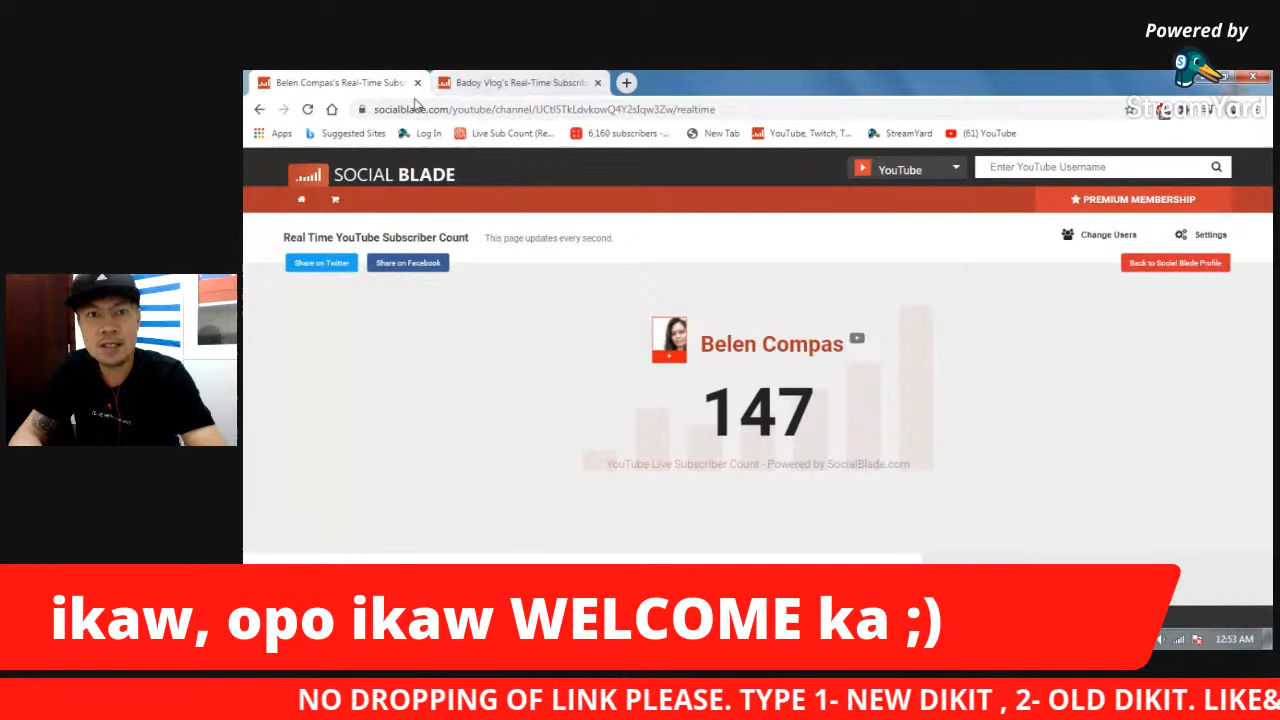 Powered by
StreamYard
Belen Compas's Real-Time Subs
Badoy Vlog's Real-Time Subscrib
socialblade.com/youtube/channel/UCtI5TkLdvkowQ4Y2sIqw3Zw/realtime
Apps Suggested Sites Log In Live Sub Count (Re... 6,160 subscribers -... New Tab YouTube, Twitch, T... StreamYard (61) YouTube
SOCIAL BLADE YouTube Enter YouTube Username
PREMIUM MEMBERSHIP
Real Time YouTube Subscriber Count This page updates every second. Change Users Settings
Share on Twitter Share on Facebook Back to Social Blade Profile
Belen Compas
147
YouTube Live Subscriber Count - Powered by SocialBlade.com
ikaw, opo ikaw WELCOME ka ;)
12:53 AM
NO DROPPING OF LINK PLEASE. TYPE 1- NEW DIKIT , 2- OLD DIKIT. LIKE&